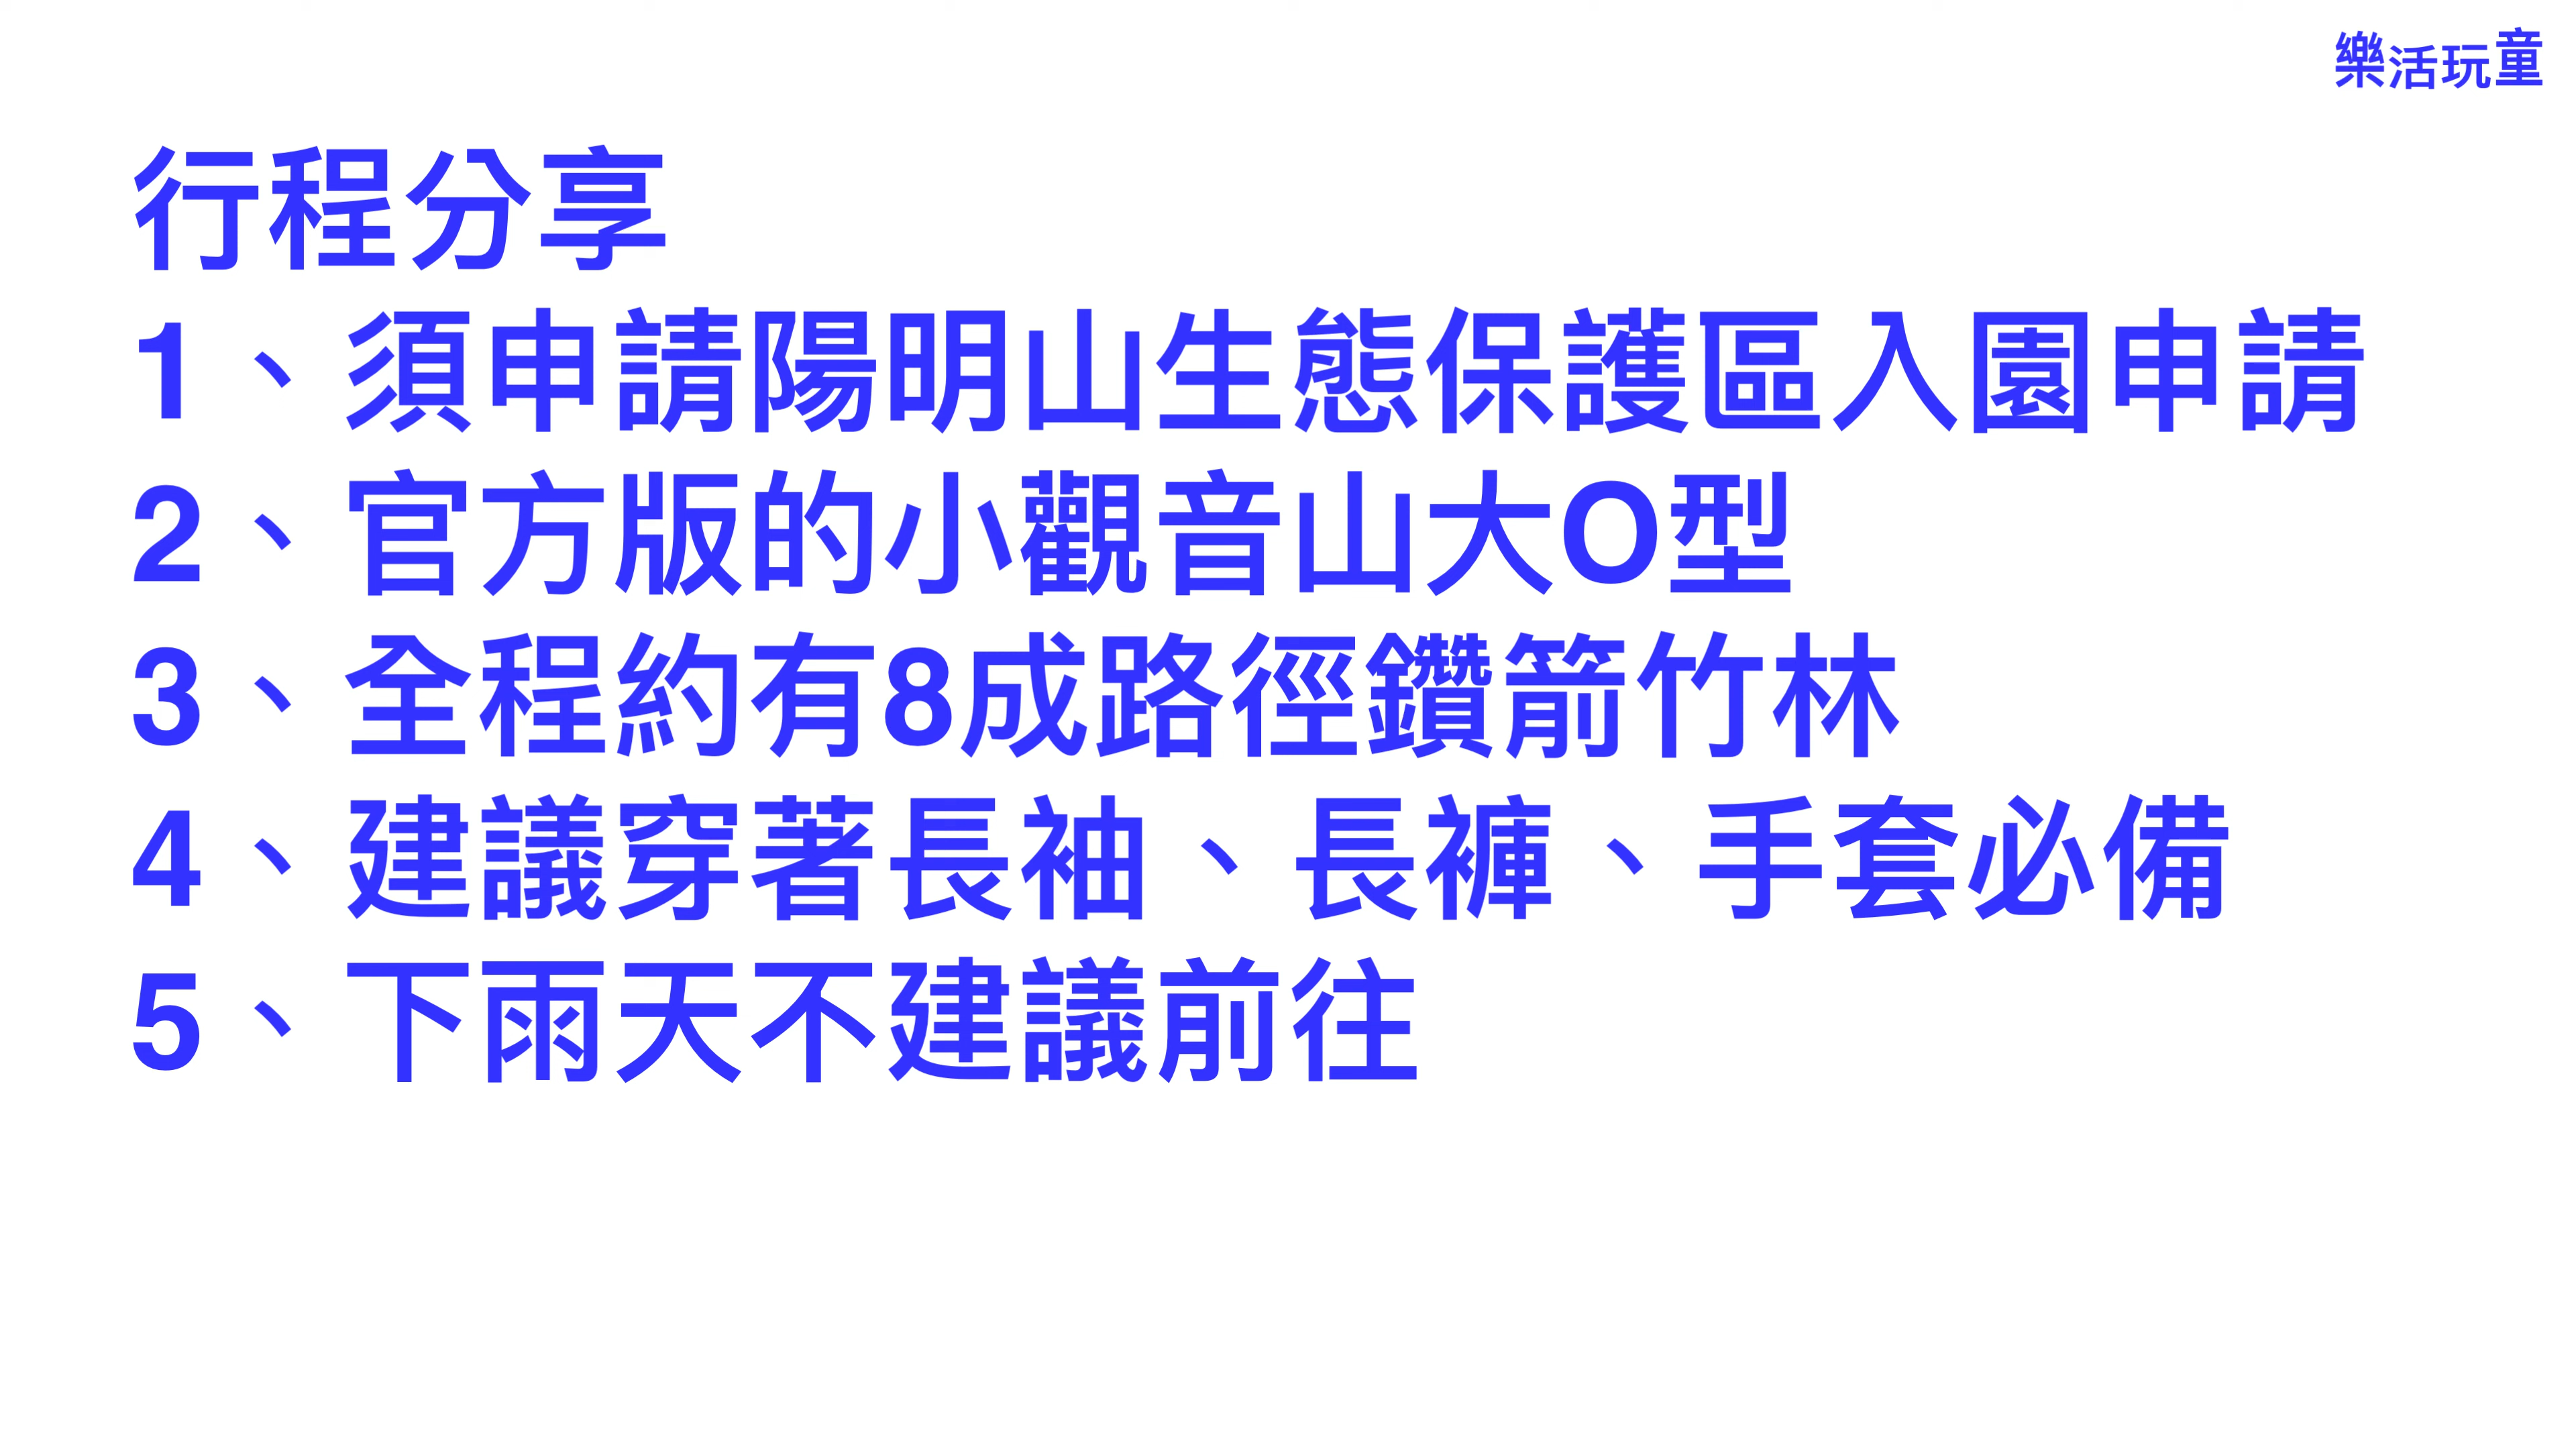 樂活玩童
行程分享
1、須申請陽明山生態保護區入園申請
2、官方版的小觀音山大O型
3、全程約有8成路徑鑽箭竹林
4、建議穿著長袖、長褲、手套必備
5、下雨天不建議前往